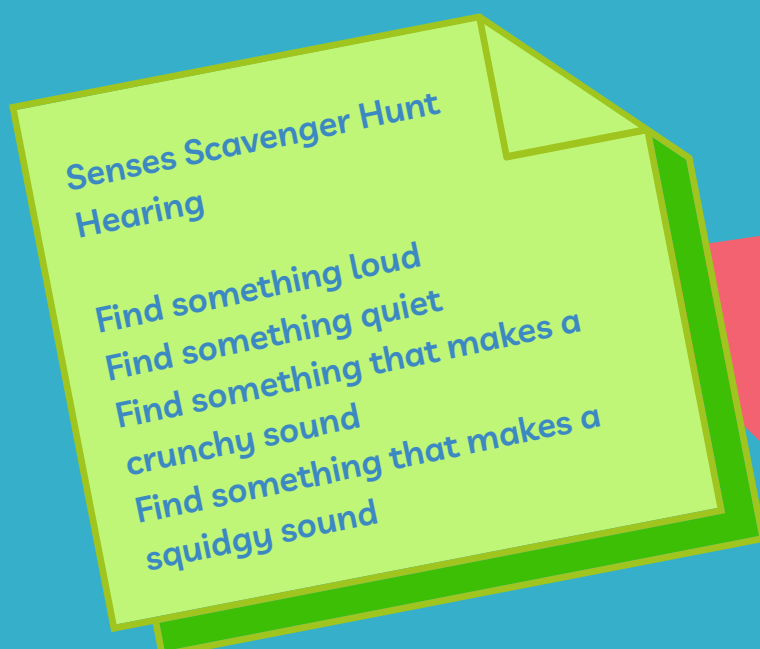 Senses Scavenger Hunt
Hearing
Find something loud
Find something quiet
Find something that makes a
crunchy sound
Find something that makes a
squidgy sound